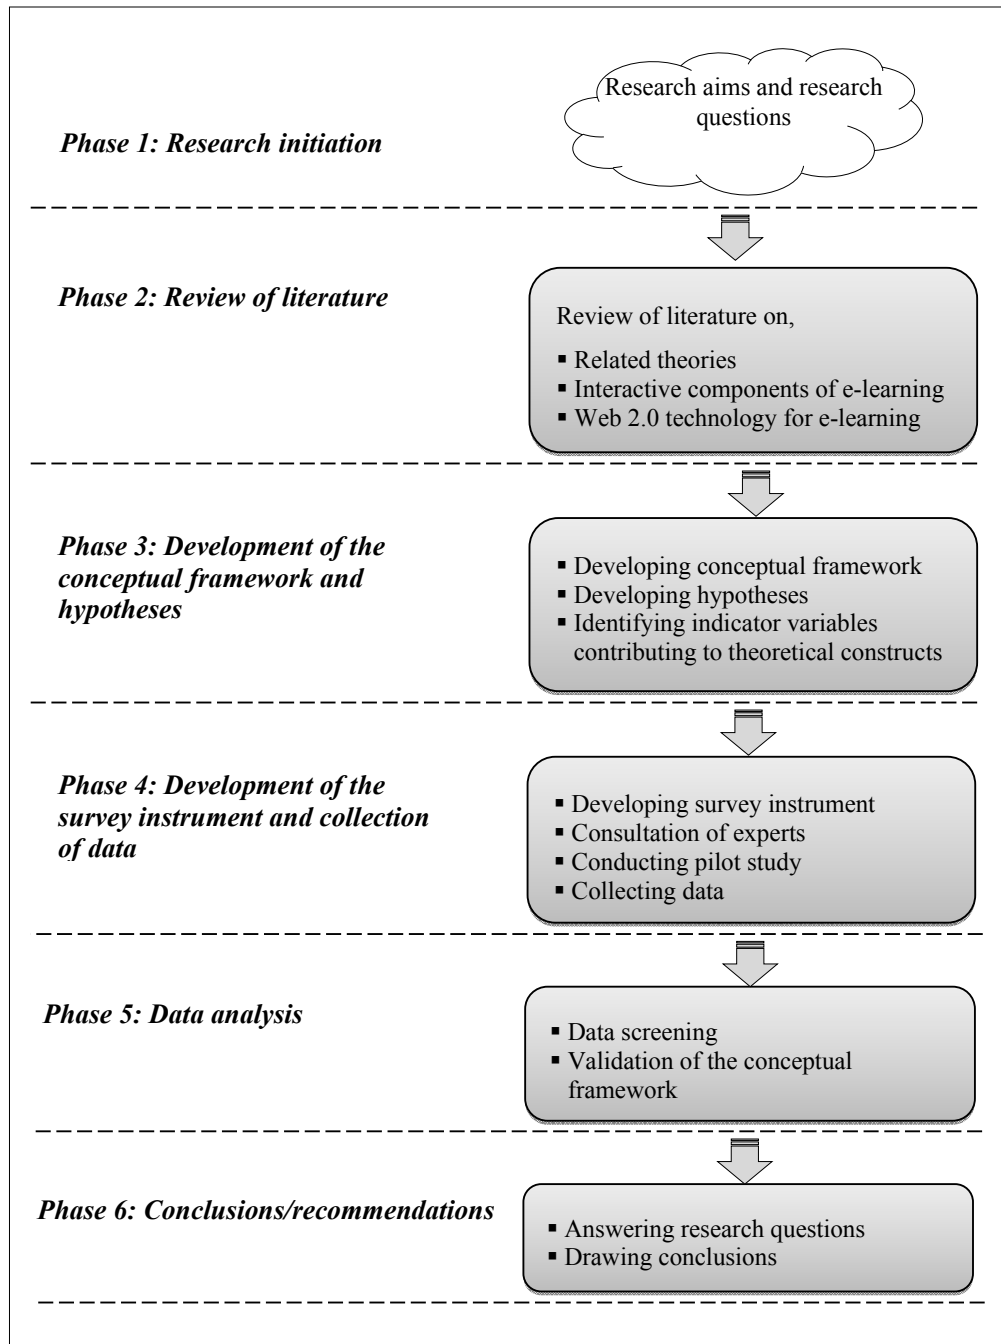 Research aims and research
questions
Phase 1: Research initiation
Phase 2: Review of literature
Review of literature on,
▪ Related theories
▪ Interactive components of e-learning
▪ Web 2.0 technology for e-learning
Phase 3: Development of the
conceptual framework and
hypotheses
▪ Developing conceptual framework
▪ Developing hypotheses
▪ Identifying indicator variables
contributing to theoretical constructs
Phase 4: Development of the
survey instrument and collection
of data
▪ Developing survey instrument
▪ Consultation of experts
▪ Conducting pilot study
▪ Collecting data
Phase 5: Data analysis
▪ Data screening
▪ Validation of the conceptual
framework
Phase 6: Conclusions/recommendations
▪ Answering research questions
▪ Drawing conclusions